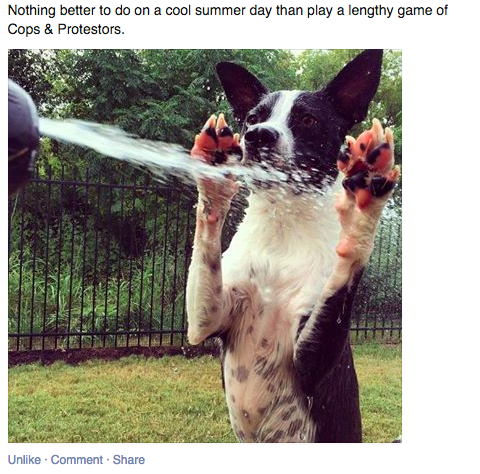 Nothing better to do on a cool summer day than play a lengthy game of
Cops & Protestors.
Unlike · Comment · Share